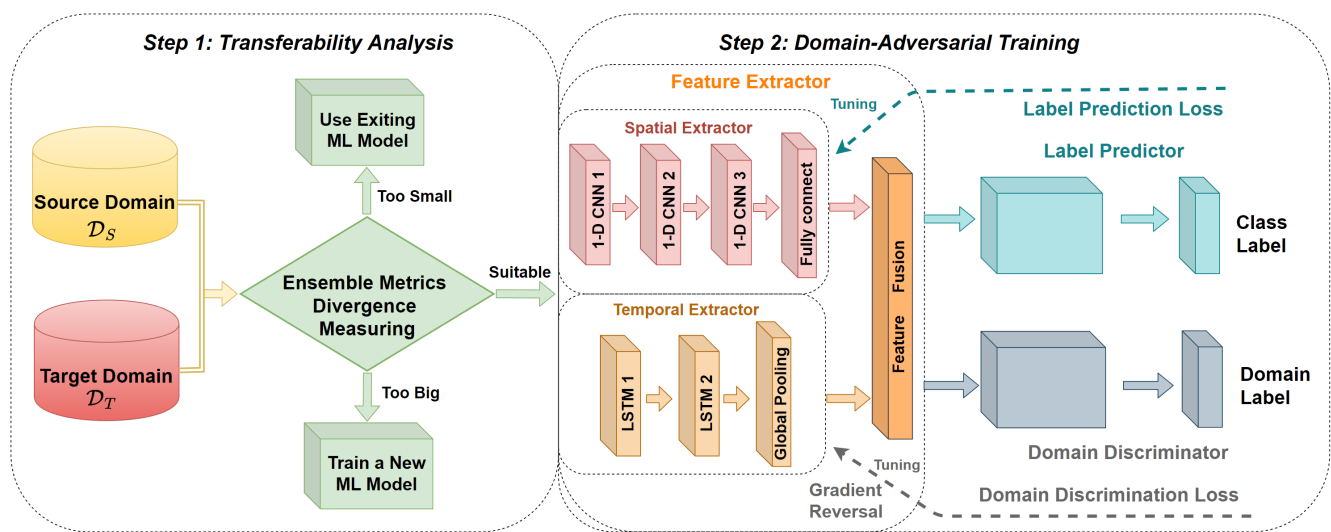 Step 1: Transferability Analysis
Source Domain
𝒟_S
Target Domain
𝒟_T
Use Exiting
ML Model
Too Small
Ensemble Metrics
Divergence
Measuring
Suitable
Too Big
Train a New
ML Model
Step 2: Domain-Adversarial Training
Feature Extractor
Spatial Extractor
1-D CNN 1
1-D CNN 2
1-D CNN 3
Fully connect
Temporal Extractor
LSTM 1
LSTM 2
Global Pooling
Feature Fusion
Tuning
Label Prediction Loss
Label Predictor
Class
Label
Domain
Label
Domain Discriminator
Tuning
Gradient
Reversal
Domain Discrimination Loss